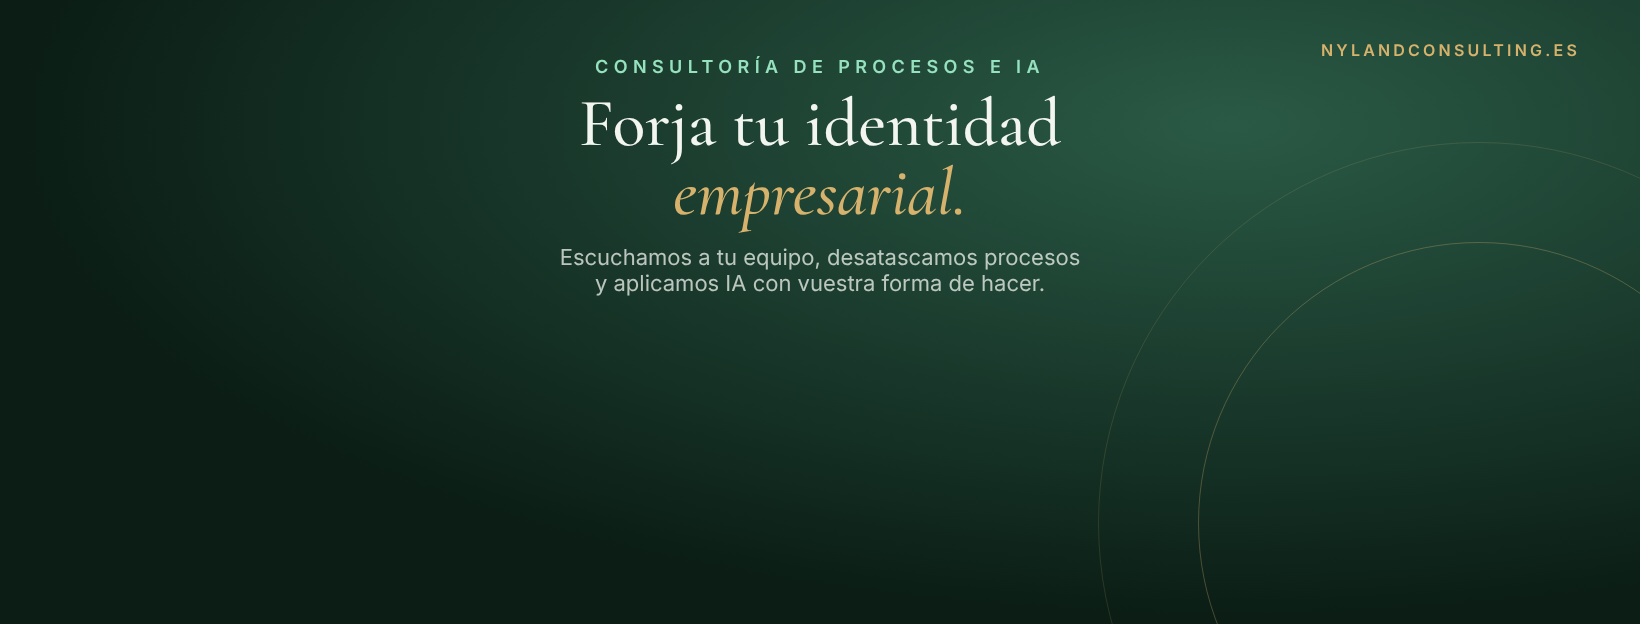 NYLANDCONSULTING.ES
CONSULTORÍA DE PROCESOS E IA
Forja tu identidad
empresarial.
Escuchamos a tu equipo, desatascamos procesos
y aplicamos IA con vuestra forma de hacer.